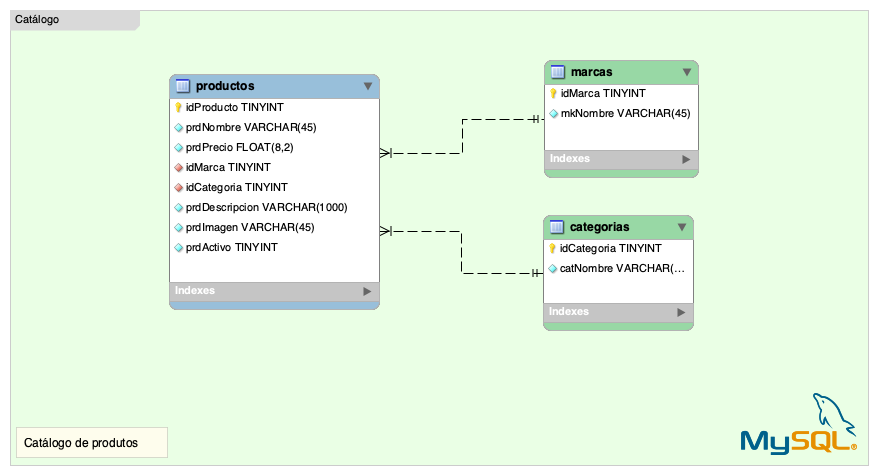 Catálogo
productos
idProducto TINYINT
prdNombre VARCHAR(45)
prdPrecio FLOAT(8,2)
idMarca TINYINT
idCategoria TINYINT
prdDescripcion VARCHAR(1000)
prdImagen VARCHAR(45)
prdActivo TINYINT
Indexes
marcas
idMarca TINYINT
mkNombre VARCHAR(45)
Indexes
categorias
idCategoria TINYINT
catNombre VARCHAR(...
Indexes
Catálogo de produtos
MySQL®